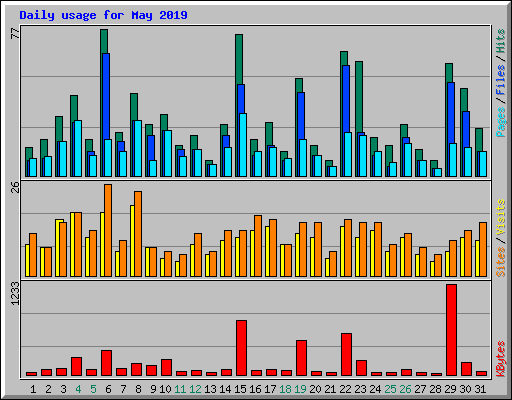 Daily usage for May 2019
77
Pages / Files / Hits
26
Sites / Visits
1233
KBytes
1 2 3 4 5 6 7 8 9 10 11 12 13 14 15 16 17 18 19 20 21 22 23 24 25 26 27 28 29 30 31